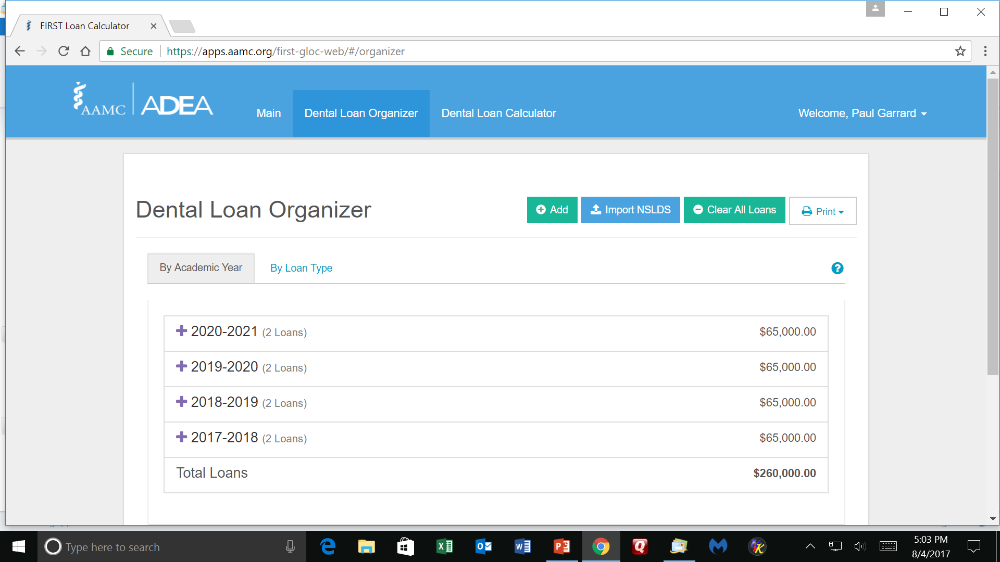 FIRST Loan Calculator
Secure https://apps.aamc.org/first-gloc-web/#/organizer
AAMC ADEA Main Dental Loan Organizer Dental Loan Calculator Welcome, Paul Garrard
Dental Loan Organizer Add Import NSLDS Clear All Loans Print
By Academic Year By Loan Type ?
2020-2021 (2 Loans) $65,000.00
2019-2020 (2 Loans) $65,000.00
2018-2019 (2 Loans) $65,000.00
2017-2018 (2 Loans) $65,000.00
Total Loans $260,000.00
Type here to search
5:03 PM
8/4/2017